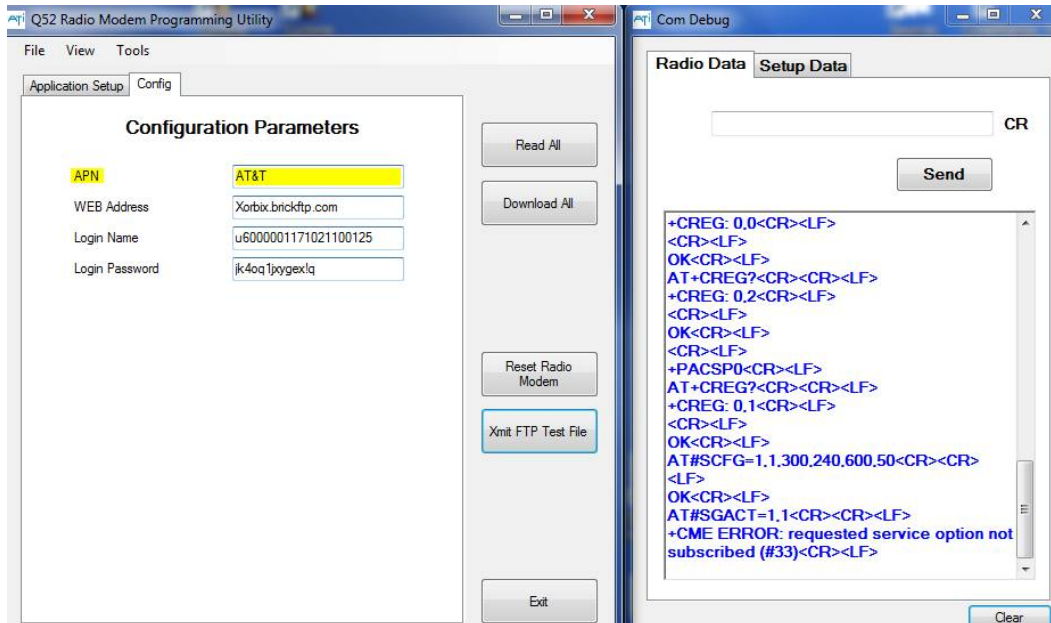 ATi Q52 Radio Modem Programming Utility
File View Tools
Application Setup Config
Configuration Parameters
APN AT&T
WEB Address Xorbix.brickftp.com
Login Name u6000001171021100125
Login Password jk4oq1jxygex!q
Read All
Download All
Reset Radio
Modem
Xmit FTP Test File
Exit
ATi Com Debug
Radio Data Setup Data
CR
Send
+CREG: 0,0<CR><LF>
<CR><LF>
OK<CR><LF>
AT+CREG?<CR><CR><LF>
+CREG: 0,2<CR><LF>
<CR><LF>
OK<CR><LF>
<CR><LF>
+PACSP0<CR><LF>
AT+CREG?<CR><CR><LF>
+CREG: 0,1<CR><LF>
<CR><LF>
OK<CR><LF>
AT#SCFG=1,1,300,240,600,50<CR><CR>
<LF>
OK<CR><LF>
AT#SGACT=1,1<CR><CR><LF>
+CME ERROR: requested service option not
subscribed (#33)<CR><LF>
Clear